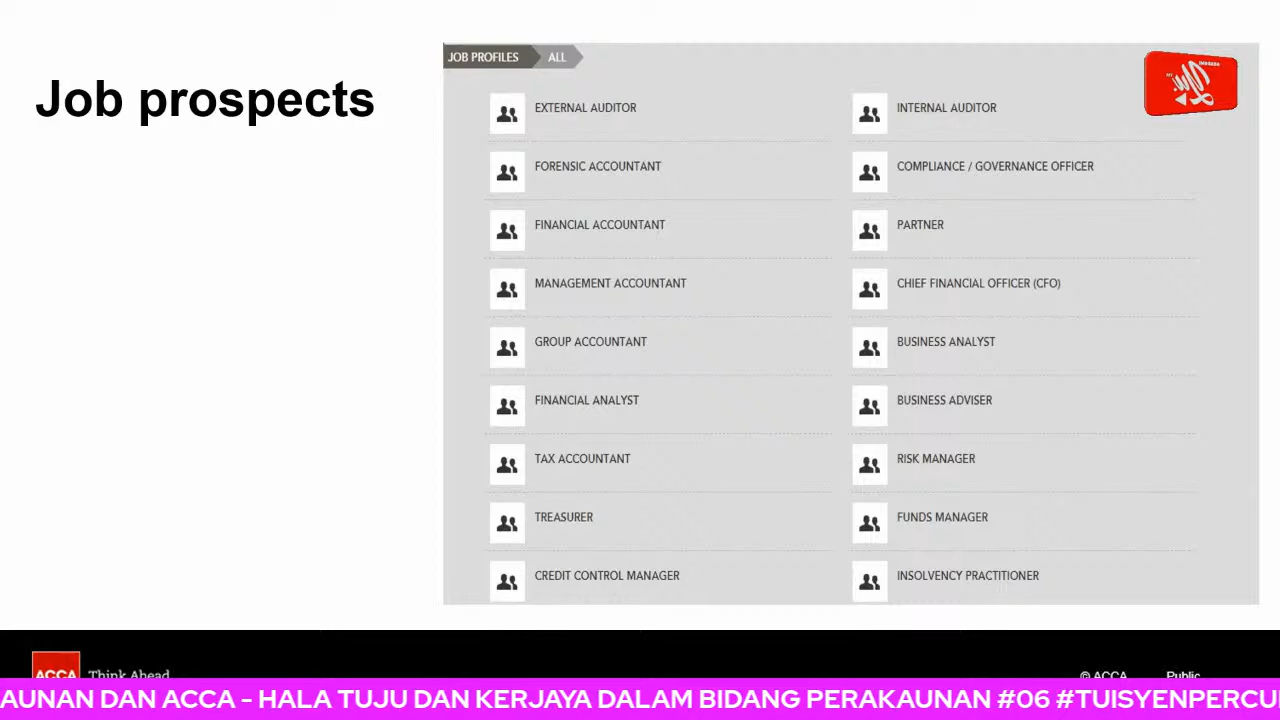 Job prospects
JOB PROFILES
ALL
EXTERNAL AUDITOR
INTERNAL AUDITOR
FORENSIC ACCOUNTANT
COMPLIANCE / GOVERNANCE OFFICER
FINANCIAL ACCOUNTANT
PARTNER
MANAGEMENT ACCOUNTANT
CHIEF FINANCIAL OFFICER (CFO)
GROUP ACCOUNTANT
BUSINESS ANALYST
FINANCIAL ANALYST
BUSINESS ADVISER
TAX ACCOUNTANT
RISK MANAGER
TREASURER
FUNDS MANAGER
CREDIT CONTROL MANAGER
INSOLVENCY PRACTITIONER
ACCA
Think Ahead
© ACCA
Public
AUNAN DAN ACCA - HALA TUJU DAN KERJAYA DALAM BIDANG PERAKAUNAN #06 #TUISYENPERCU